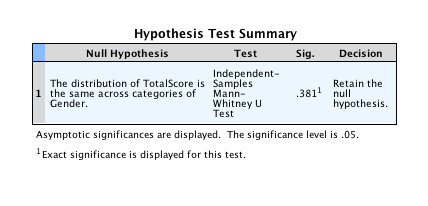 Hypothesis Test Summary
Null Hypothesis Test Sig. Decision
1 The distribution of TotalScore is the same across categories of Gender. Independent-Samples Mann-Whitney U Test .381¹ Retain the null hypothesis.
Asymptotic significances are displayed. The significance level is .05.
¹Exact significance is displayed for this test.